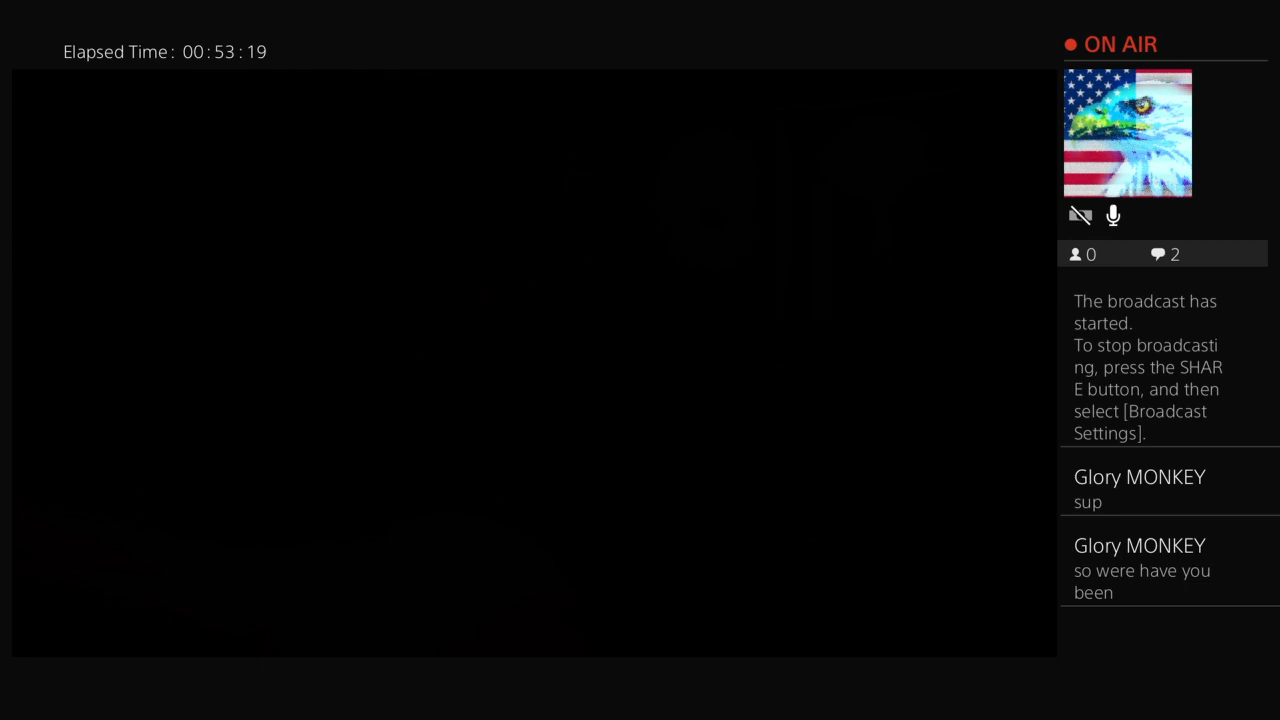 Elapsed Time: 00:53:19
ON AIR
0
2
The broadcast has
started.
To stop broadcasti
ng, press the SHAR
E button, and then
select [Broadcast
Settings].
Glory MONKEY
sup
Glory MONKEY
so were have you
been